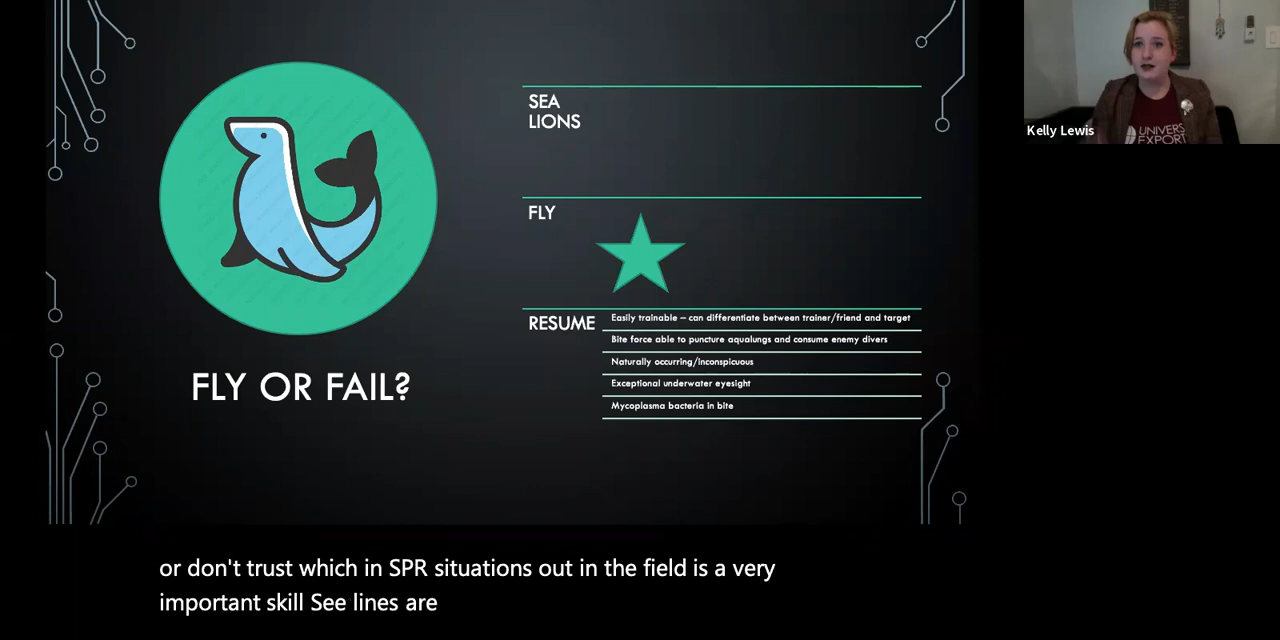 SEA
LIONS
FLY
RESUME
Easily trainable – can differentiate between trainer/friend and target
Bite force able to puncture aqualungs and consume enemy divers
Naturally occurring/inconspicuous
Exceptional underwater eyesight
Mycoplasma bacteria in bite
FLY OR FAIL?
Kelly Lewis
UNIVERS
EXPORT
or don't trust which in SPR situations out in the field is a very
important skill See lines are